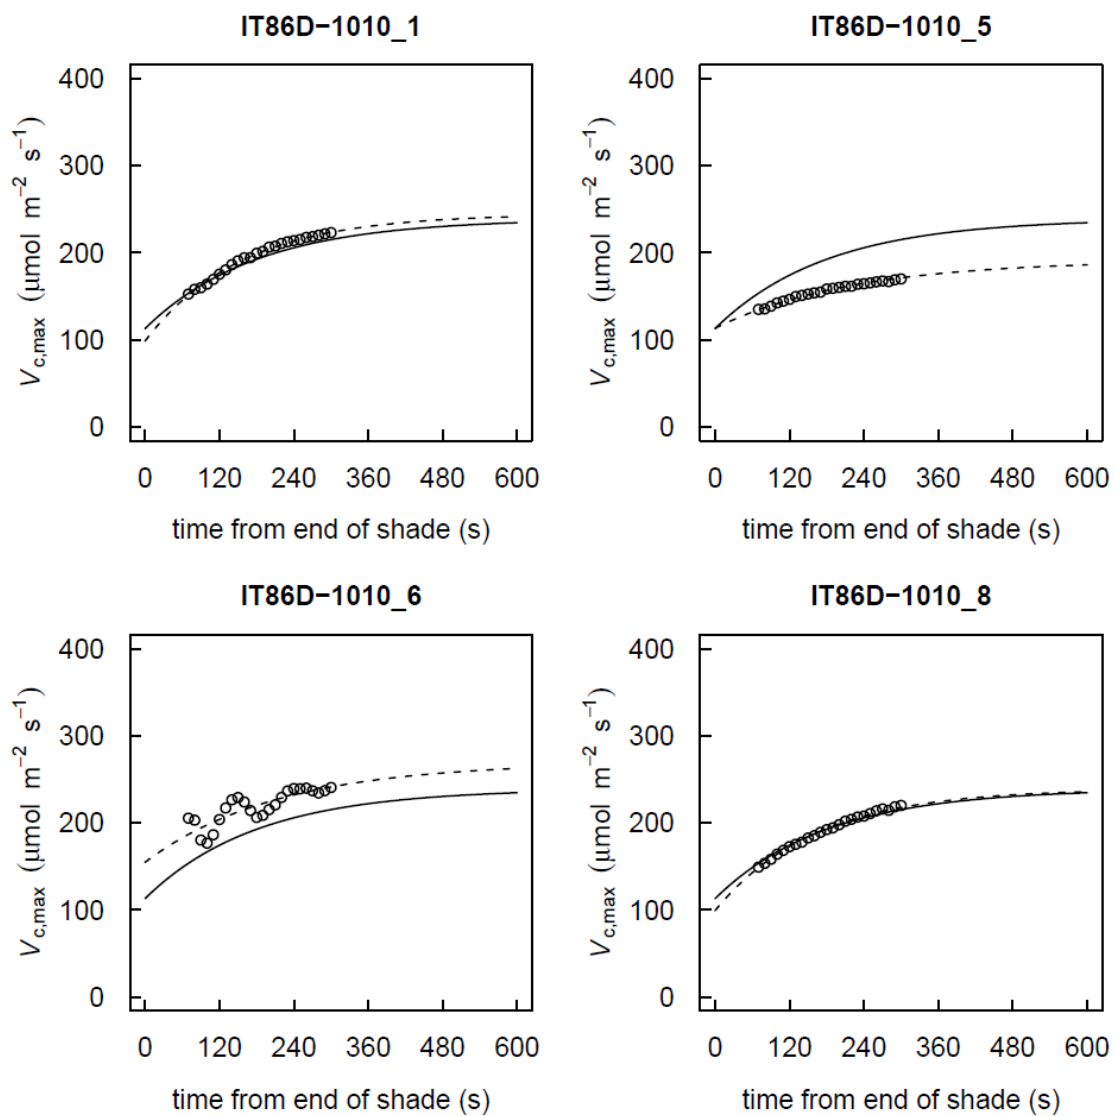 IT86D−1010_1
400
300
200
100
0
V c,max (μmol m−2 s−1)
0 120 240 360 480 600
time from end of shade (s)
IT86D−1010_5
400
300
200
100
0
V c,max (μmol m−2 s−1)
0 120 240 360 480 600
time from end of shade (s)
IT86D−1010_6
400
300
200
100
0
V c,max (μmol m−2 s−1)
0 120 240 360 480 600
time from end of shade (s)
IT86D−1010_8
400
300
200
100
0
V c,max (μmol m−2 s−1)
0 120 240 360 480 600
time from end of shade (s)